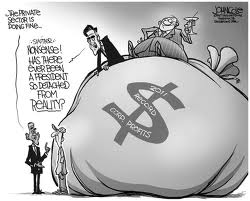 THE PRIVATE
SECTOR IS
DOING FINE...
NONSENSE!
HAS THERE
EVER BEEN
A PRESIDENT
SO DETACHED
FROM
REALITY?
2011
RECORD
CORP. PROFITS
$